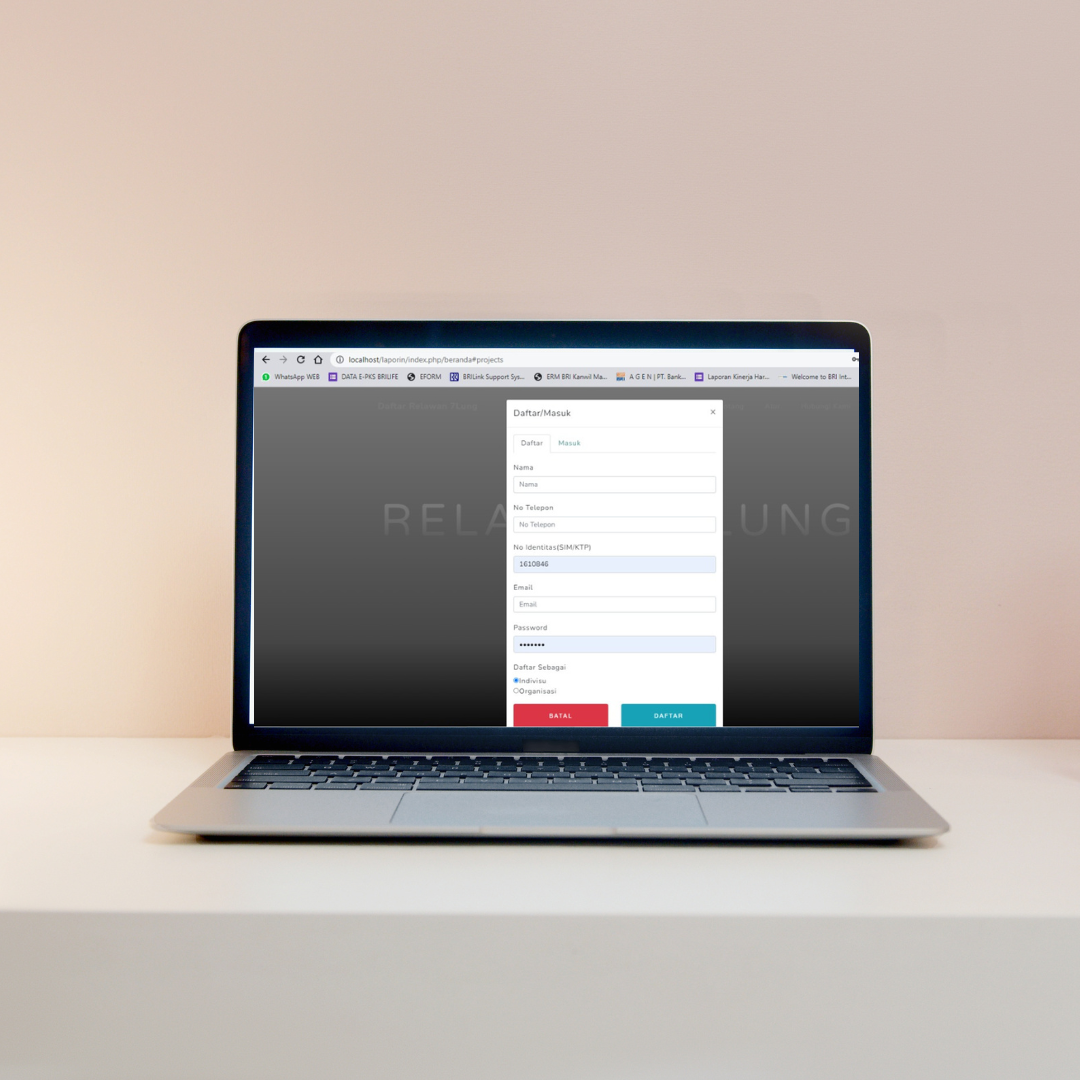 localhost/laporin/index.php/beranda#projects
WhatsApp WEB DATA E-PKS BRILIFE EFORM BRILink Support Sys... ERM BRI Kanwil Ma... A G E N | PT. Bank... Laporan Kinerja Har... Welcome to BRI Int...
Daftar/Masuk ×
Daftar Masuk
RELA LUNG
Nama
Nama
No Telepon
No Telepon
No Identitas(SIM/KTP)
1610846
Email
Email
Password
•••••••
Daftar Sebagai
Indivisu
Organisasi
BATAL DAFTAR